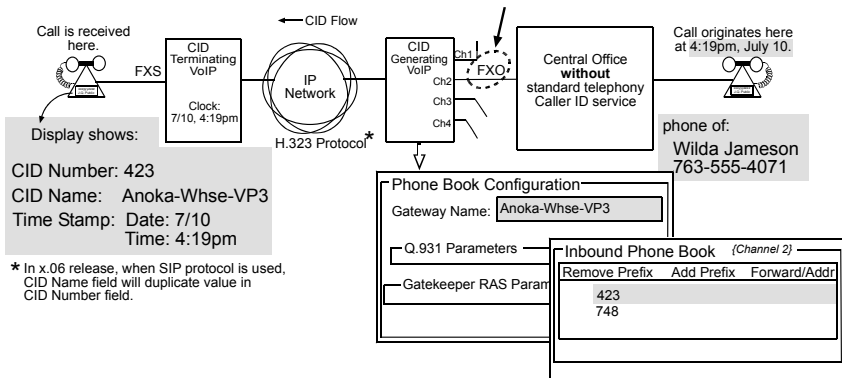 CID Flow
Call is received
here.
FXS
CID
Terminating
VoIP
Clock:
7/10, 4:19pm
IP
Network
H.323 Protocol*
CID
Generating
VoIP
Ch1
Ch2
Ch3
Ch4
FXO
Central Office
without
standard telephony
Caller ID service
Call originates here
at 4:19pm, July 10.
phone of:
Wilda Jameson
763-555-4071
Display shows:
CID Number: 423
CID Name: Anoka-Whse-VP3
Time Stamp: Date: 7/10
Time: 4:19pm
* In x.06 release, when SIP protocol is used,
CID Name field will duplicate value in
CID Number field.
Phone Book Configuration
Gateway Name: Anoka-Whse-VP3
Q.931 Parameters
Gatekeeper RAS Param
Inbound Phone Book {Channel 2}
Remove Prefix Add Prefix Forward/Addr
423
748